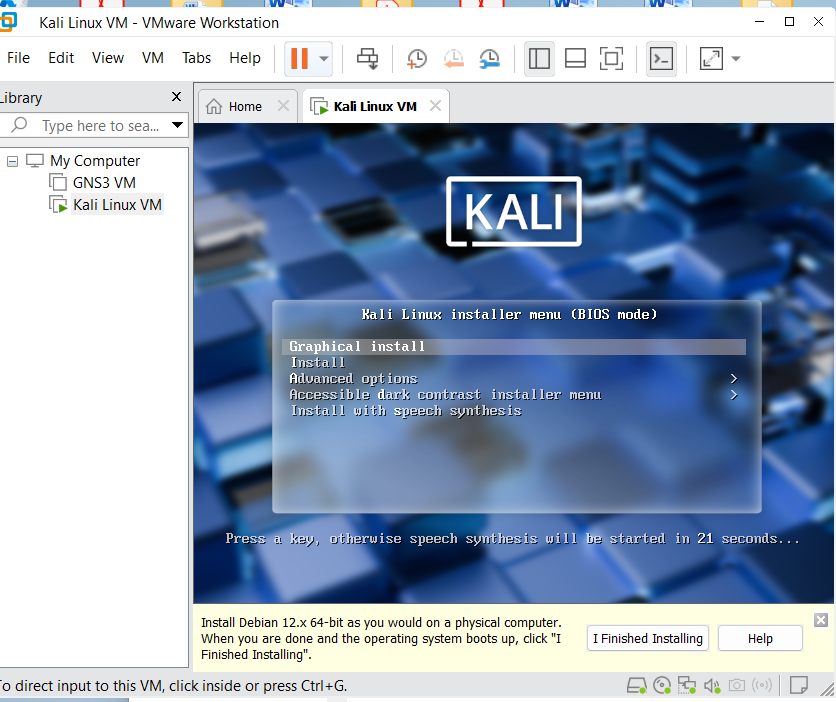 Kali Linux VM - VMware Workstation
File Edit View VM Tabs Help
Library
Type here to sea...
Home
Kali Linux VM
My Computer
GNS3 VM
Kali Linux VM
KALI
Kali Linux installer menu (BIOS mode)
Graphical install
Install
Advanced options >
Accessible dark contrast installer menu >
Install with speech synthesis
Press a key, otherwise speech synthesis will be started in 21 seconds...
Install Debian 12.x 64-bit as you would on a physical computer.
When you are done and the operating system boots up, click "I
Finished Installing".
I Finished Installing
Help
To direct input to this VM, click inside or press Ctrl+G.